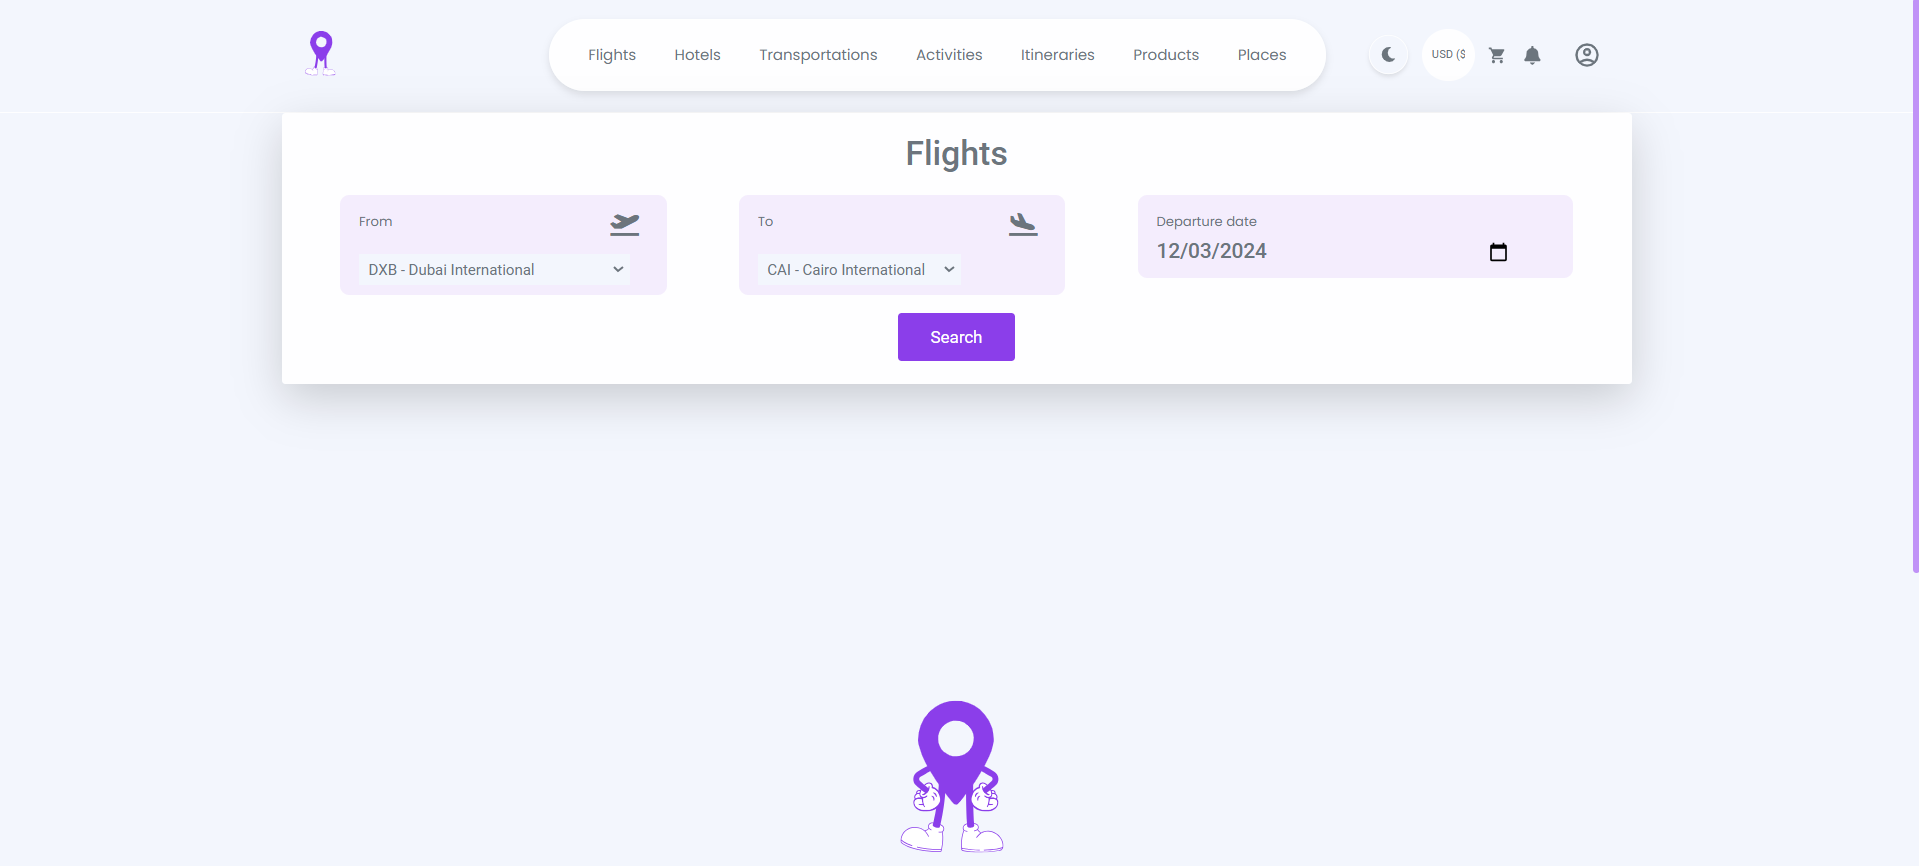 Flights Hotels Transportations Activities Itineraries Products Places USD ($
Flights
From To Departure date
12/03/2024
DXB - Dubai International CAI - Cairo International
Search